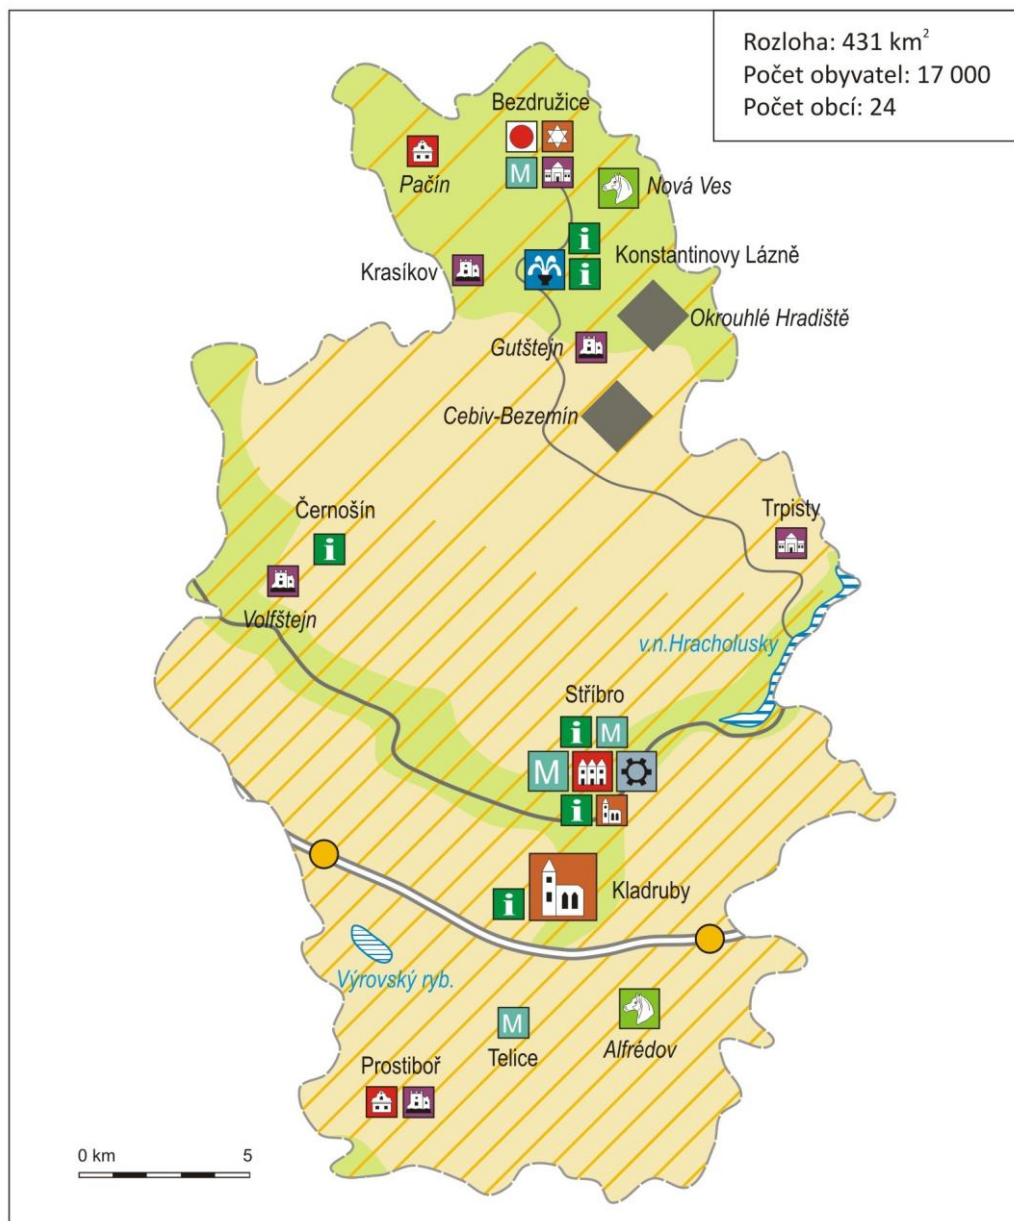 Rozloha: 431 km²
Počet obyvatel: 17 000
Počet obcí: 24
Bezdružice
M
Pačín
Nová Ves
i
Konstantinovy Lázně
Krasíkov
i
Okrouhlé Hradiště
Gutštejn
Cebiv-Bezemín
Trpisty
Černošín
i
Volfštejn
v.n.Hracholusky
Stříbro
i M
M
i
Kladruby
i
Výrovský ryb.
M
Telice
Alfrédov
Prostiboř
0 km 5